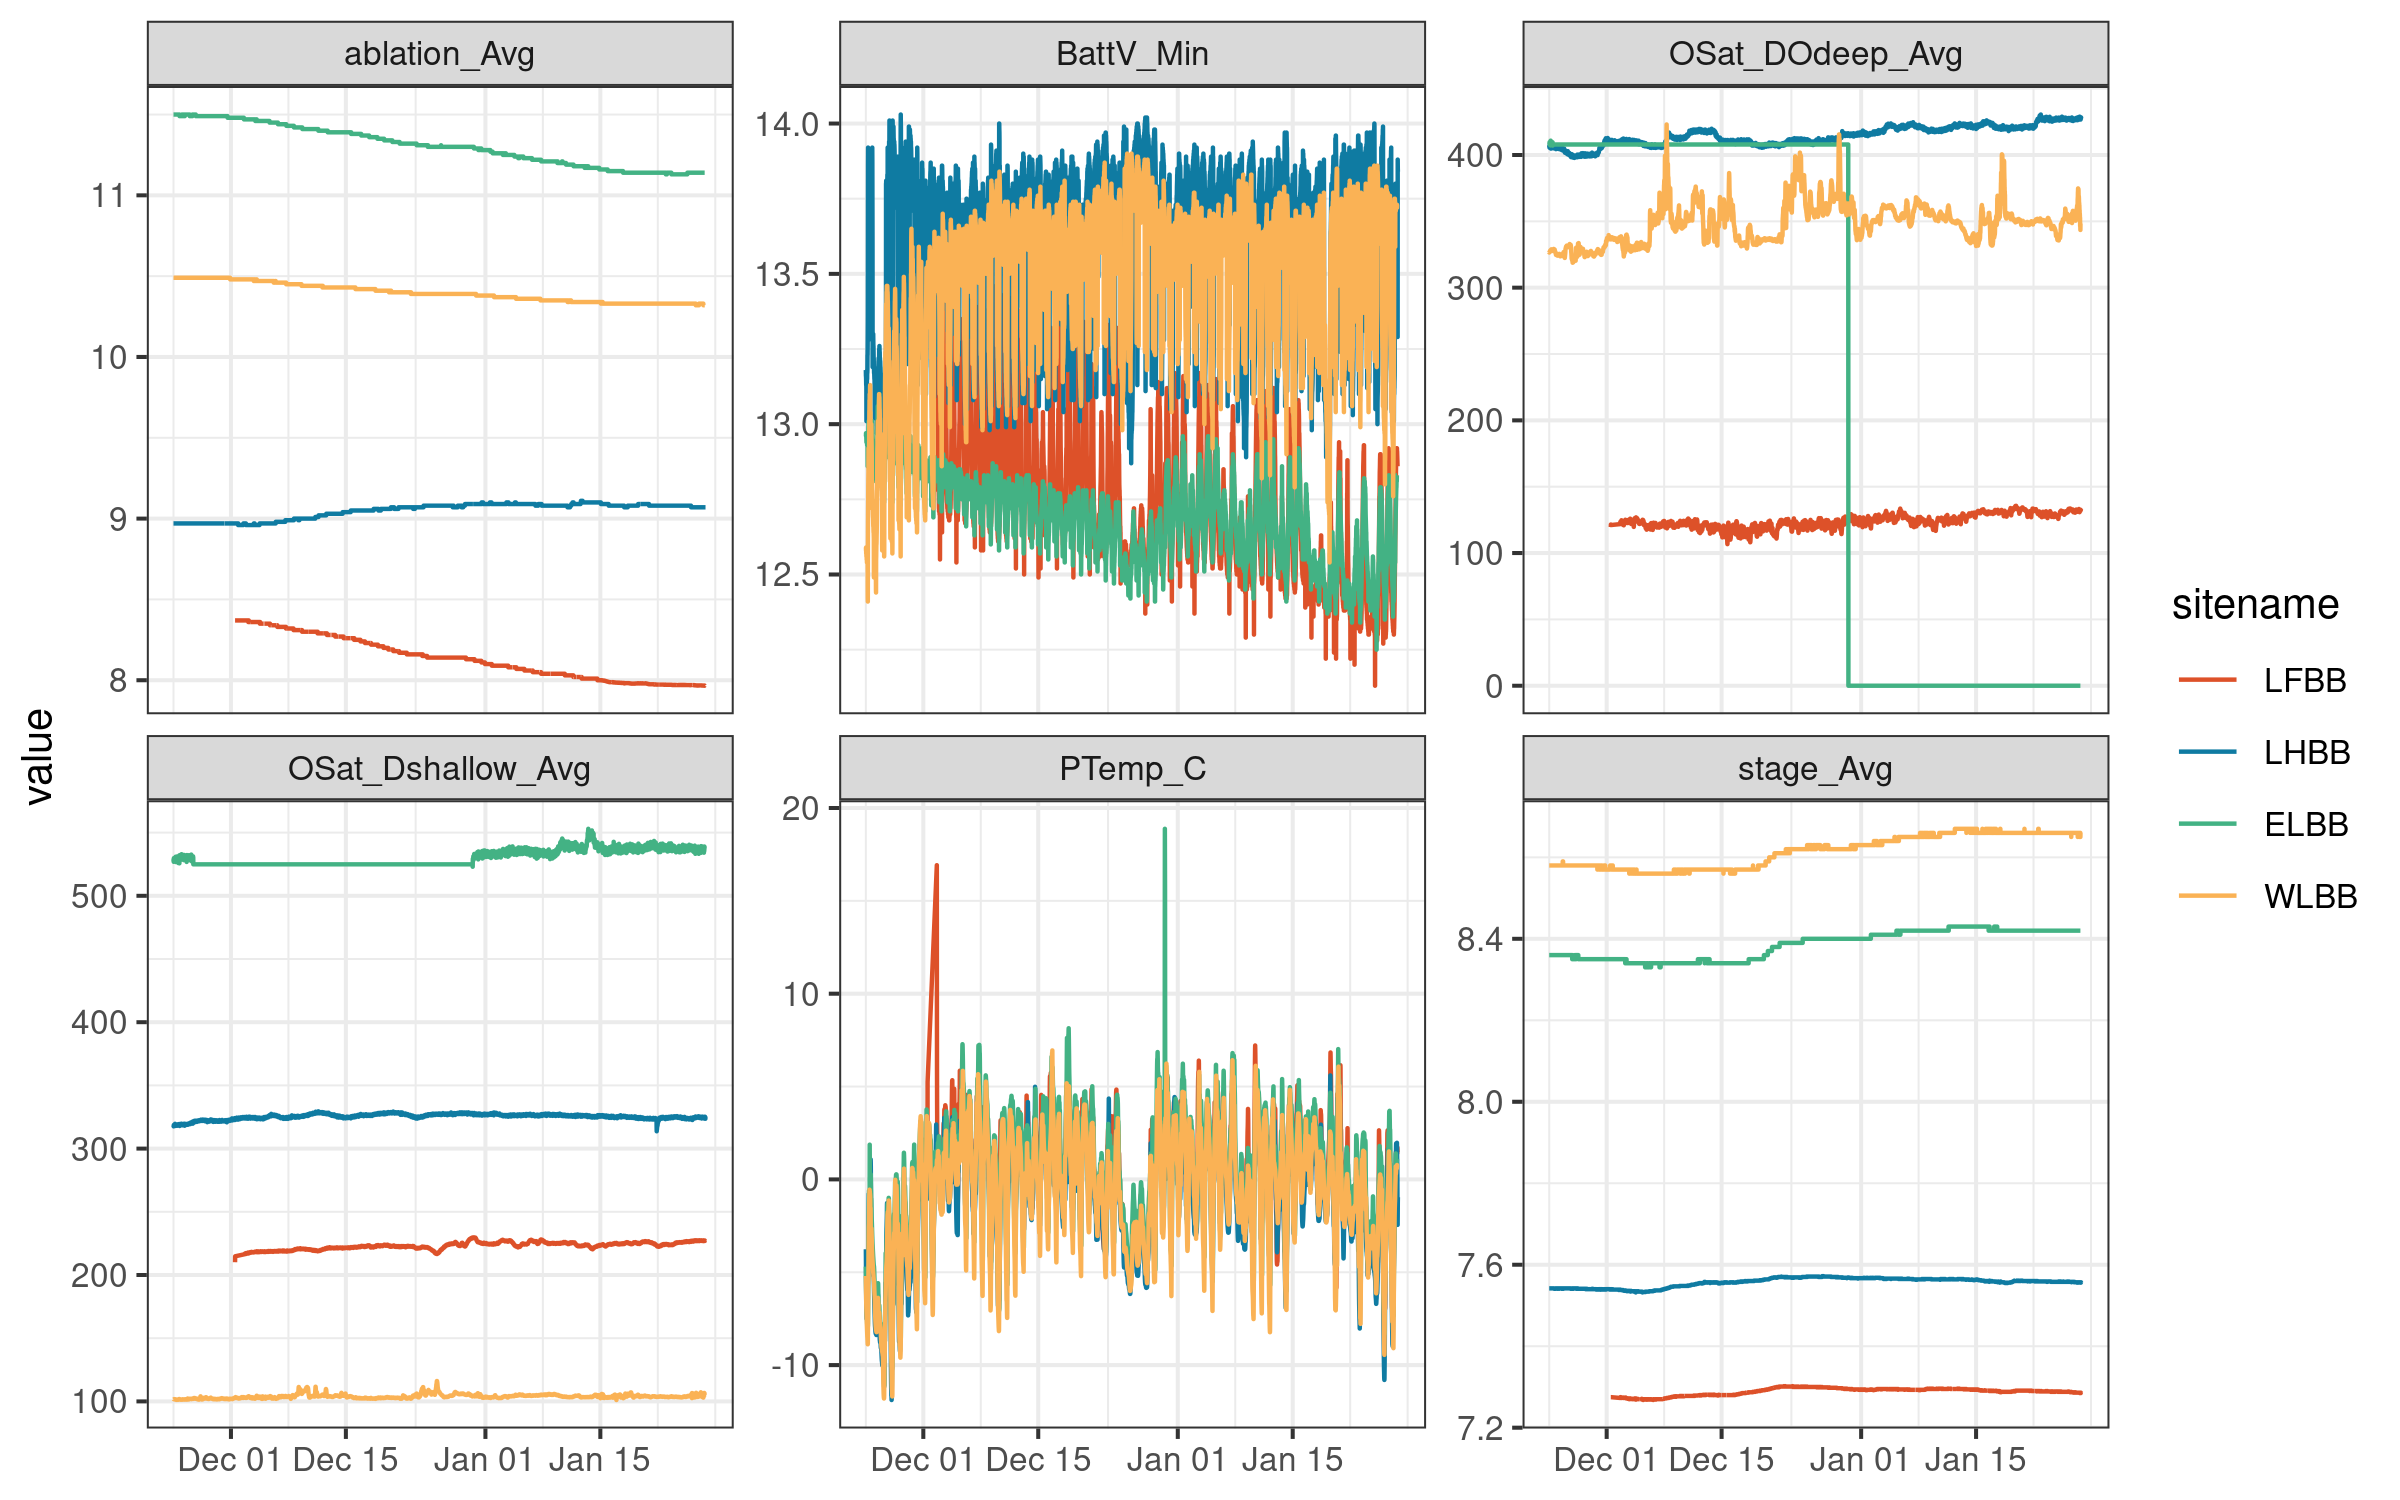 ablation_Avg
BattV_Min
OSat_DOdeep_Avg
11
10
9
8
14.0
13.5
13.0
12.5
400
300
200
100
0
value
OSat_Dshallow_Avg
PTemp_C
stage_Avg
500
400
300
200
100
20
10
0
-10
8.4
8.0
7.6
7.2
Dec 01 Dec 15 Jan 01 Jan 15
Dec 01 Dec 15 Jan 01 Jan 15
Dec 01 Dec 15 Jan 01 Jan 15
sitename
LFBB
LHBB
ELBB
WLBB